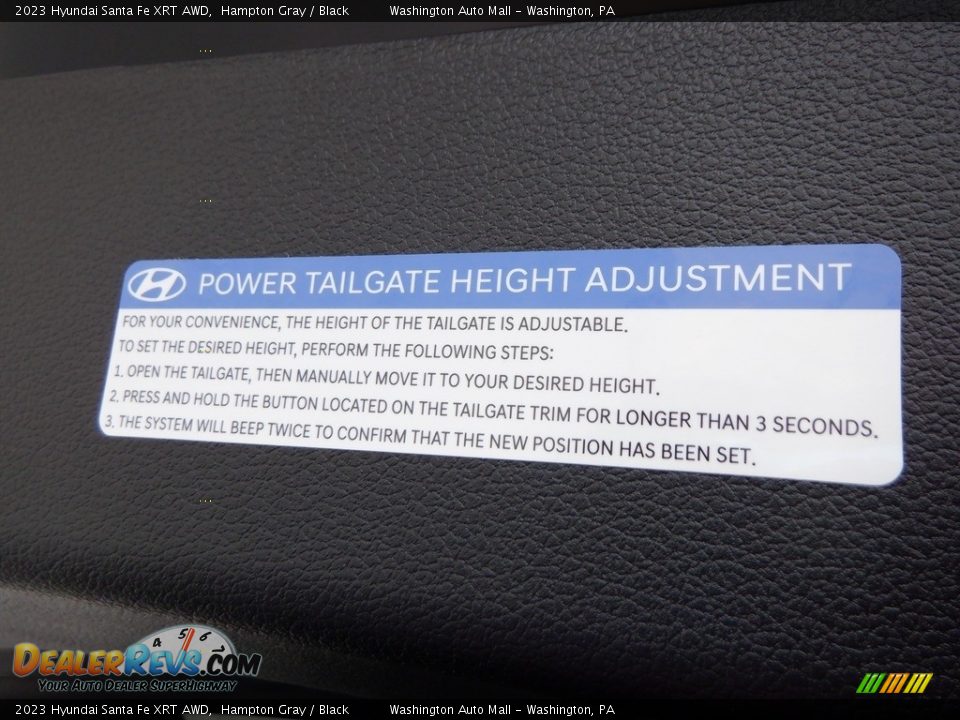 2023 Hyundai Santa Fe XRT AWD, Hampton Gray / Black Washington Auto Mall - Washington, PA
POWER TAILGATE HEIGHT ADJUSTMENT
FOR YOUR CONVENIENCE, THE HEIGHT OF THE TAILGATE IS ADJUSTABLE.
TO SET THE DESIRED HEIGHT, PERFORM THE FOLLOWING STEPS:
1. OPEN THE TAILGATE, THEN MANUALLY MOVE IT TO YOUR DESIRED HEIGHT.
2. PRESS AND HOLD THE BUTTON LOCATED ON THE TAILGATE TRIM FOR LONGER THAN 3 SECONDS.
3. THE SYSTEM WILL BEEP TWICE TO CONFIRM THAT THE NEW POSITION HAS BEEN SET.
4 5 6 7
DEALERREVS.COM
YOUR AUTO DEALER SUPERHIGHWAY
2023 Hyundai Santa Fe XRT AWD, Hampton Gray / Black Washington Auto Mall - Washington, PA